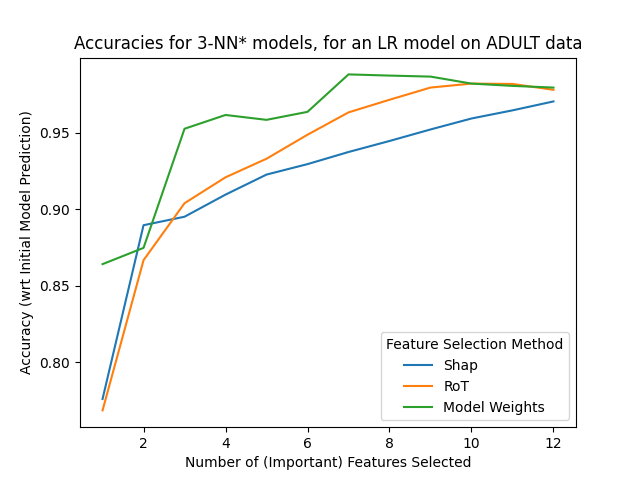 Accuracies for 3-NN* models, for an LR model on ADULT data
Accuracy (wrt Initial Model Prediction)
0.95
0.90
0.85
0.80
Feature Selection Method
Shap
RoT
Model Weights
2
4
6
8
10
12
Number of (Important) Features Selected